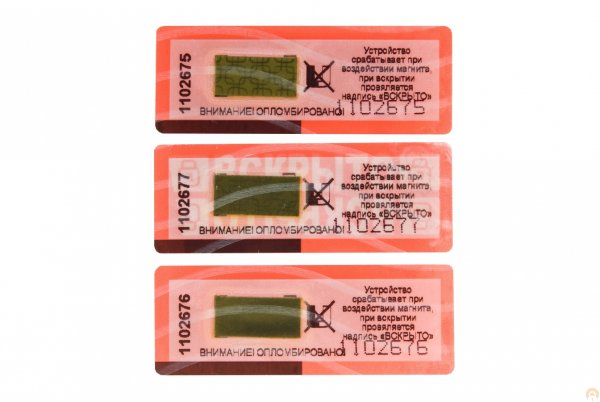 1102675
ВНИМАНИЕ! ОПЛОМБИРОВАНО!
Устройство
срабатывает при
воздействии магнита,
при вскрытии
проявляется
надпись «ВСКРЫТО»
1102675
1102677
ВСКРЫТО
ВНИМАНИЕ! ОПЛОМБИРОВАНО!
Устройство
срабатывает при
воздействии магнита,
при вскрытии
проявляется
надпись «ВСКРЫТО»
1102677
1102676
ВНИМАНИЕ! ОПЛОМБИРОВАНО!
Устройство
срабатывает при
воздействии магнита,
при вскрытии
проявляется
надпись «ВСКРЫТО»
1102676